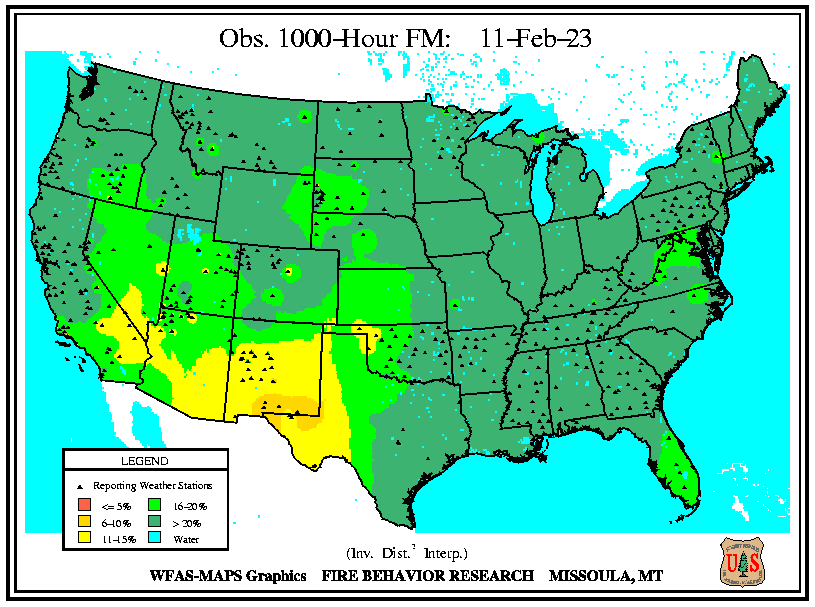 Obs. 1000-Hour FM: 11-Feb-23
LEGEND
Reporting Weather Stations
<= 5%
16-20%
6-10%
> 20%
11-15%
Water
(Inv. Dist.² Interp.)
WFAS-MAPS Graphics FIRE BEHAVIOR RESEARCH MISSOULA, MT
U S